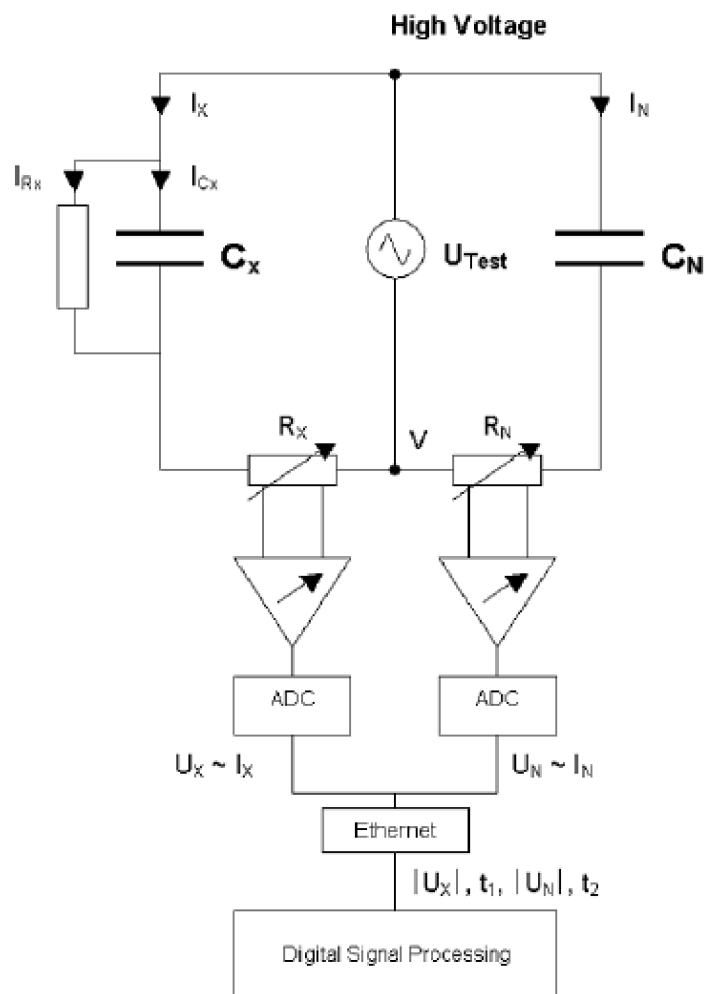 High Voltage
I_X
I_N
I_Rx
I_Cx
C_x
U_Test
C_N
R_X
V
R_N
ADC
ADC
U_X ~ I_X
U_N ~ I_N
Ethernet
|U_X|, t_1, |U_N|, t_2
Digital Signal Processing